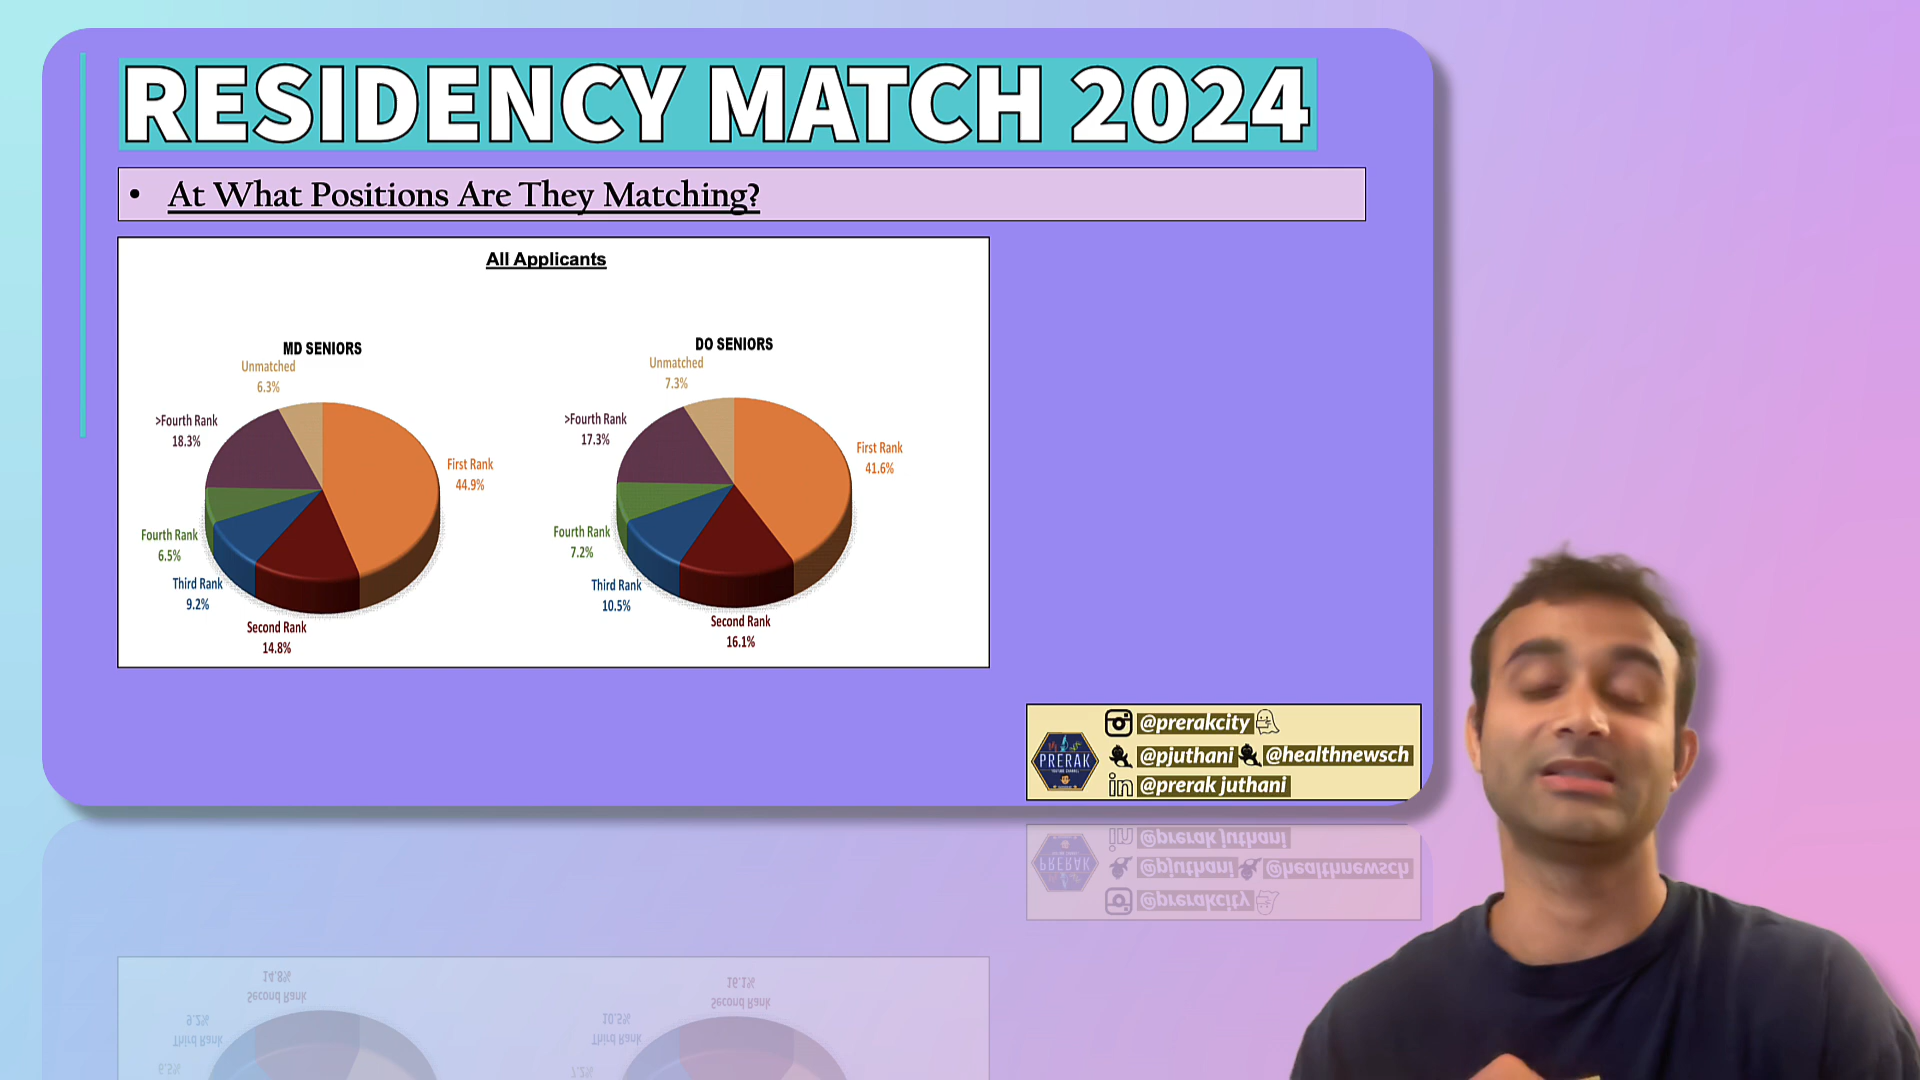 RESIDENCY MATCH 2024
• At What Positions Are They Matching?
All Applicants
MD SENIORS
Unmatched
6.3%
>Fourth Rank
18.3%
First Rank
44.9%
Fourth Rank
6.5%
Third Rank
9.2%
Second Rank
14.8%
DO SENIORS
Unmatched
7.3%
>Fourth Rank
17.3%
First Rank
41.6%
Fourth Rank
7.2%
Third Rank
10.5%
Second Rank
16.1%
PRERAK
@prerakcity
@pjuthani @healthnewsch
in @prerak juthani